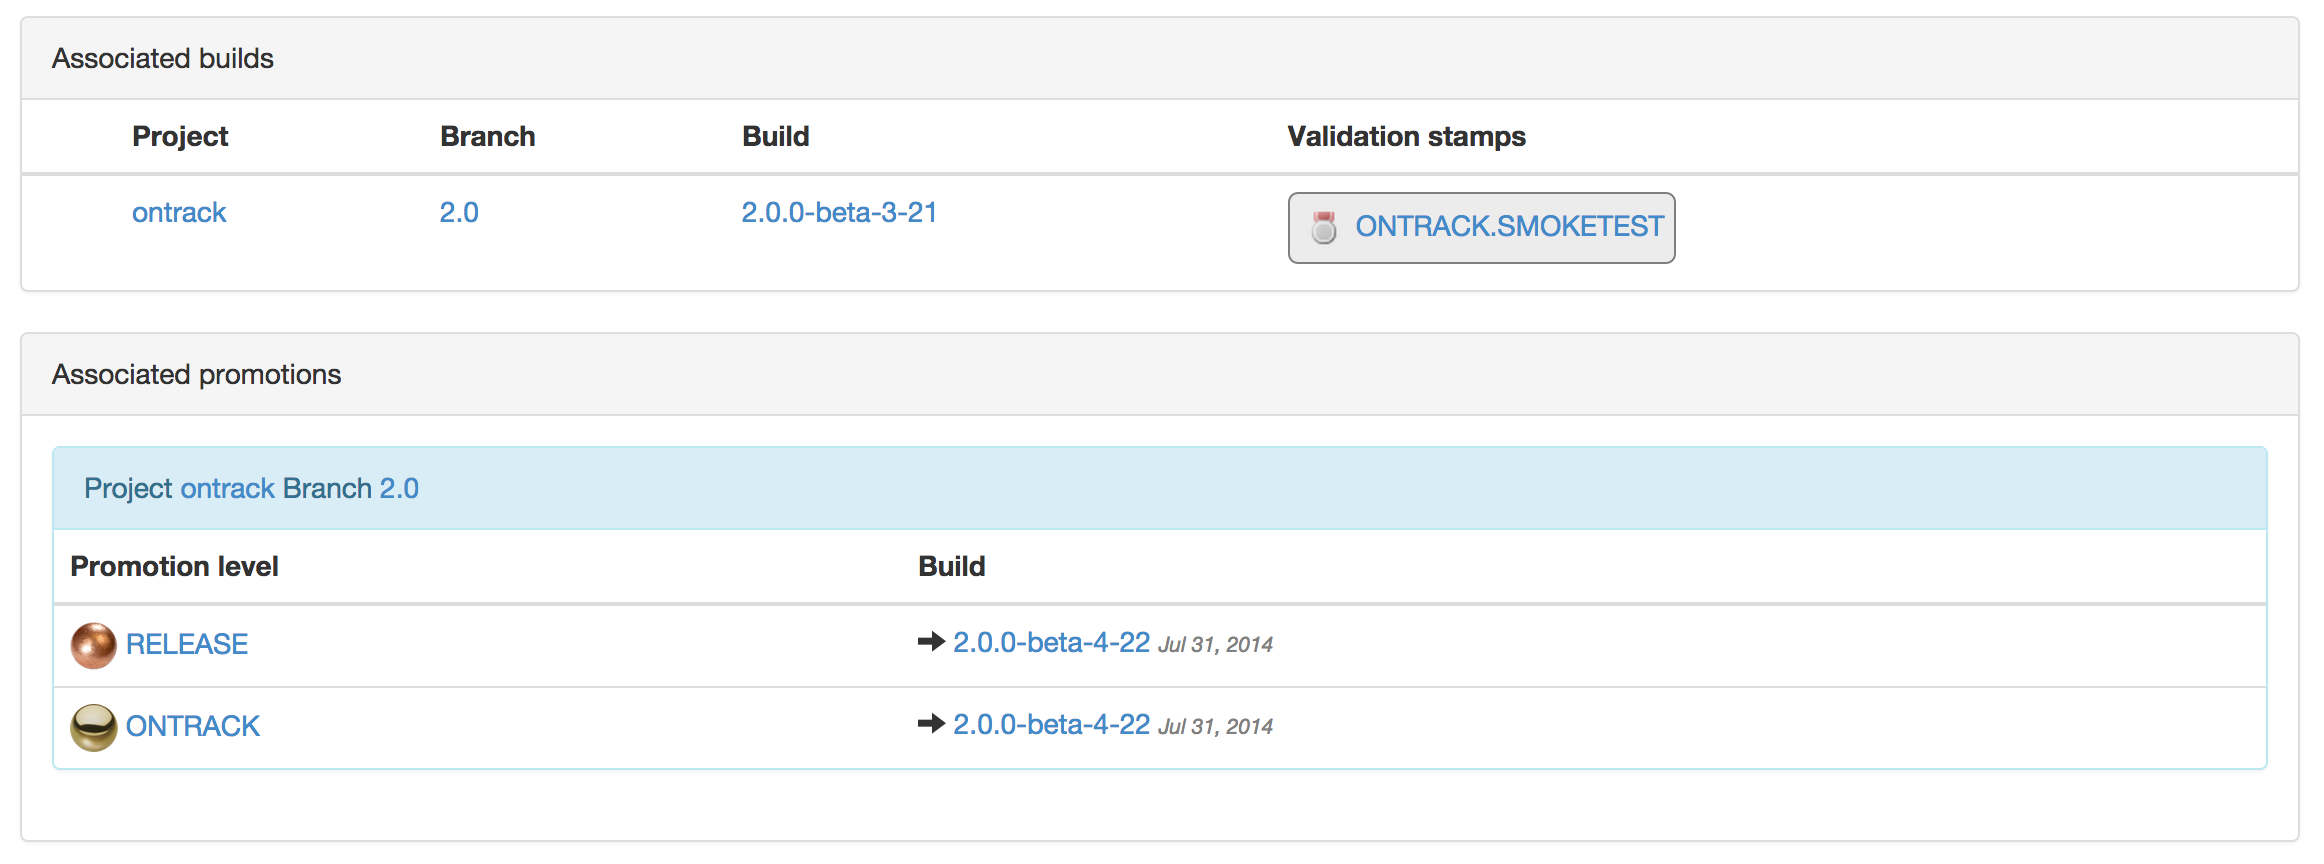 Associated builds
Project Branch Build Validation stamps
ontrack 2.0 2.0.0-beta-3-21 ONTRACK.SMOKETEST
Associated promotions
Project ontrack Branch 2.0
Promotion level Build
RELEASE 2.0.0-beta-4-22 Jul 31, 2014
ONTRACK 2.0.0-beta-4-22 Jul 31, 2014